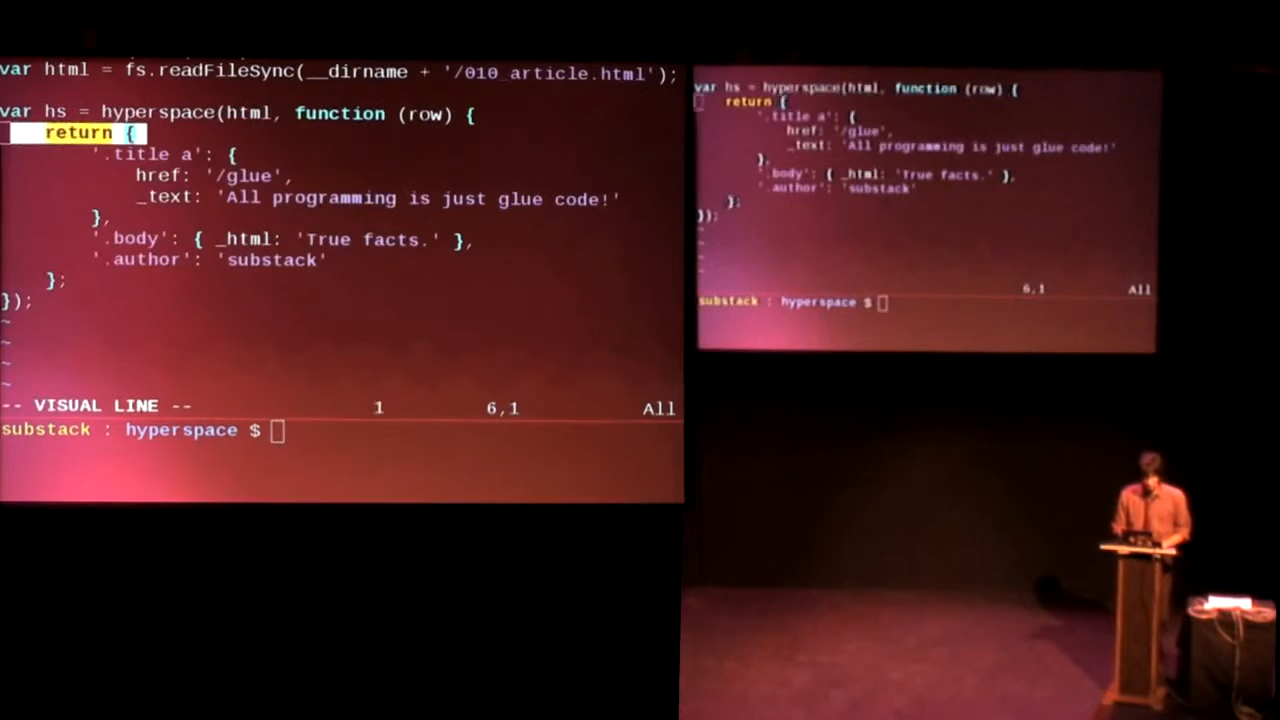 var html = fs.readFileSync(__dirname + '/010_article.html');
var hs = hyperspace(html, function (row) {
return {
'.title a': {
href: '/glue',
_text: 'All programming is just glue code!'
},
'.body': { _html: 'True facts.' },
'.author': 'substack'
};
});
~
~
~
~
-- VISUAL LINE -- 1 6,1 All
substack : hyperspace $
var hs = hyperspace(html, function (row) {
return {
'.title a': {
href: '/glue',
_text: 'All programming is just glue code!'
},
'.body': { _html: 'True facts.' },
'.author': 'substack'
};
});
~
~
~
~
6,1 All
substack : hyperspace $